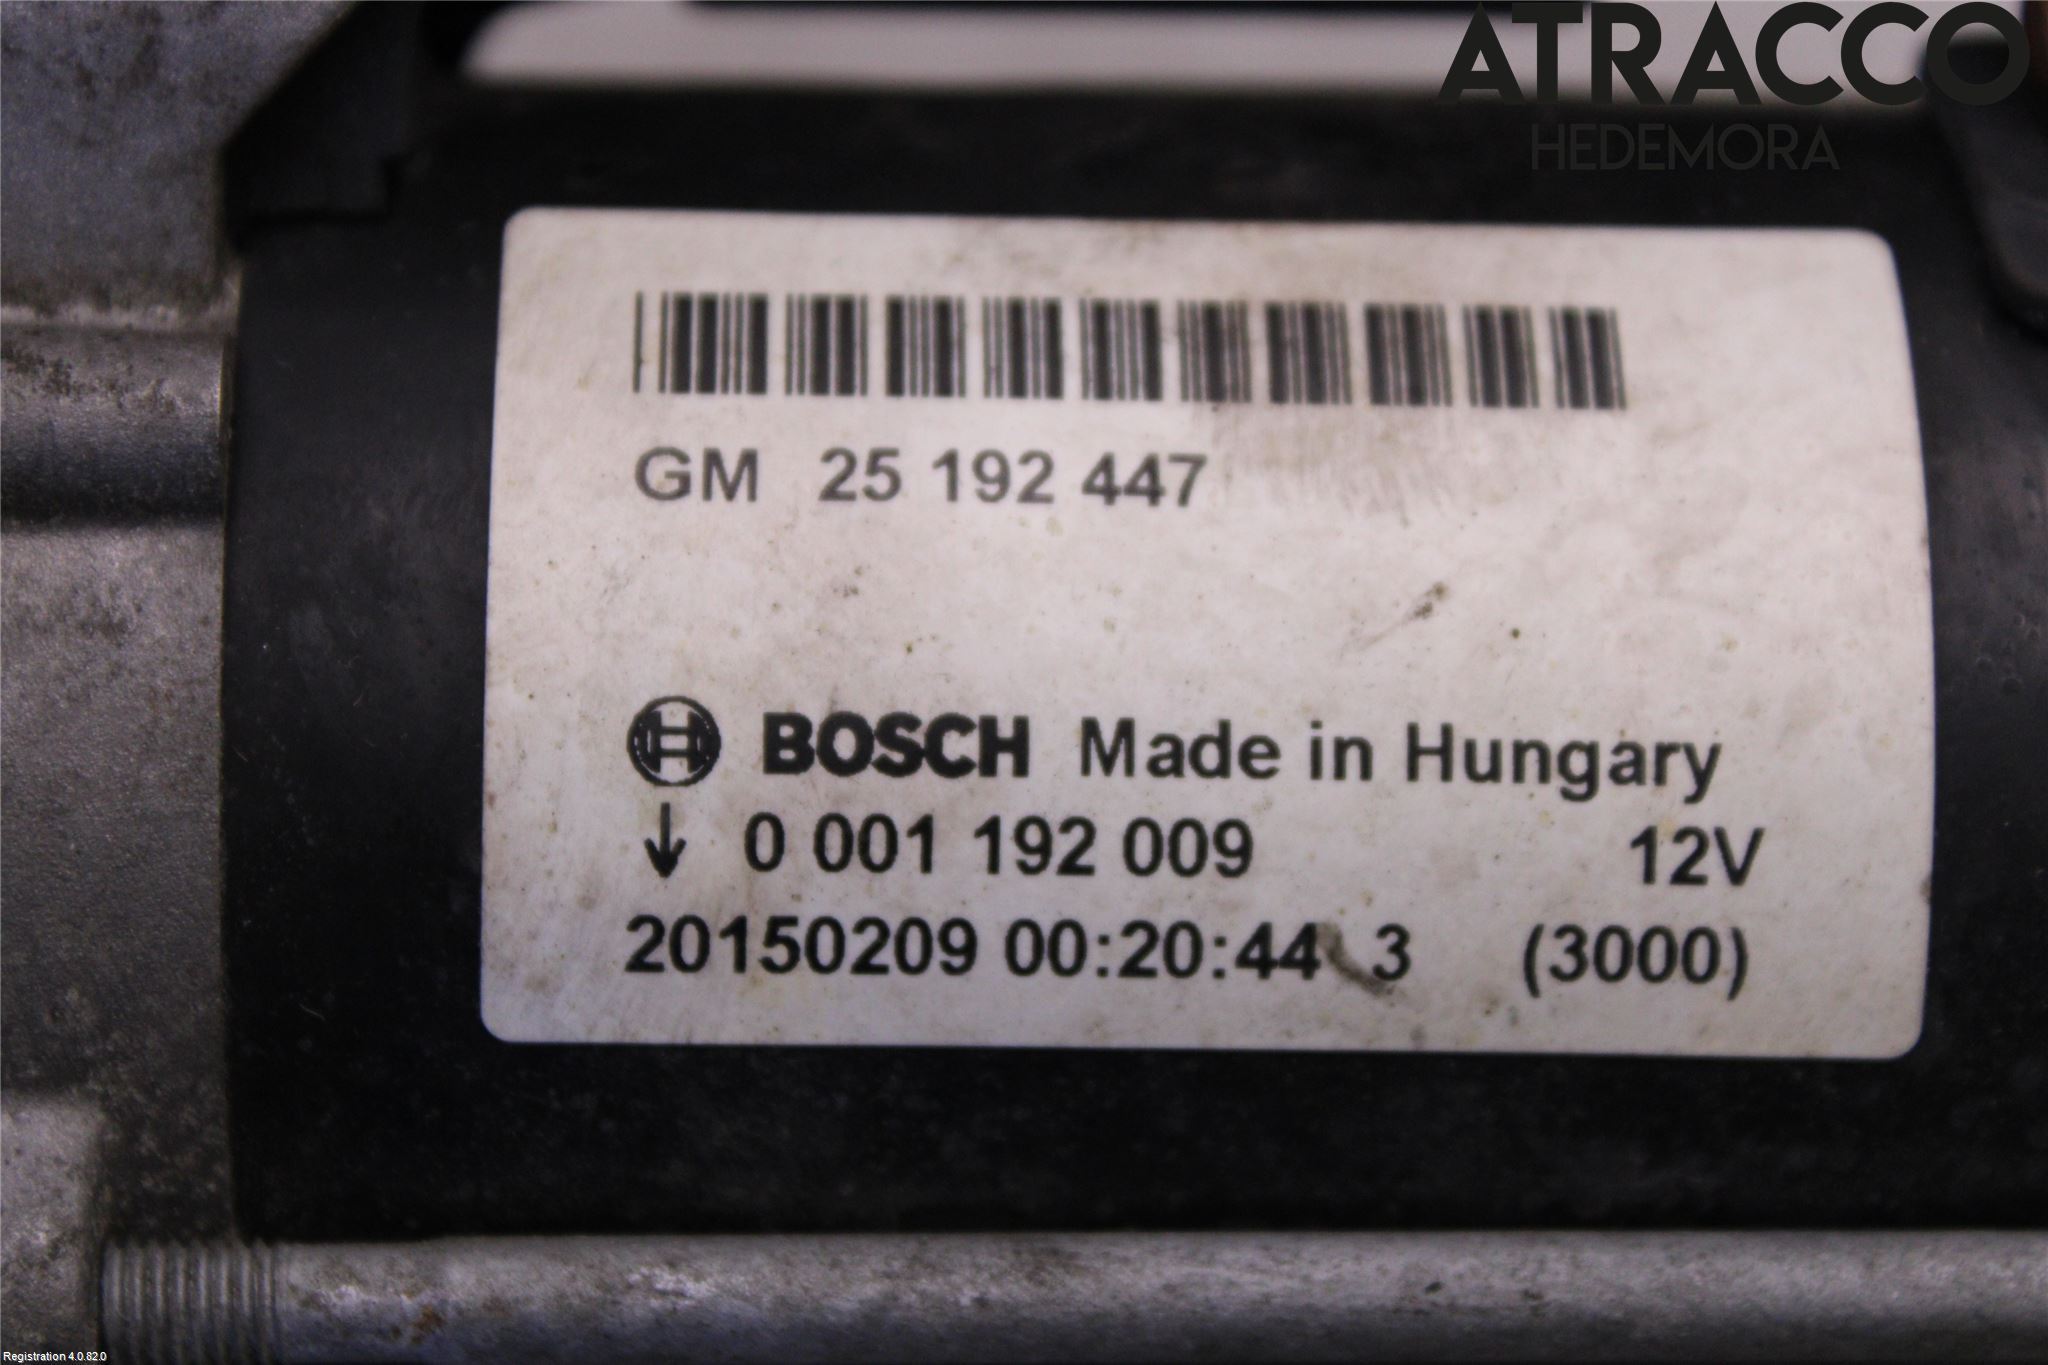 ATRACCO
HEDEMORA
GM 25 192 447
BOSCH Made in Hungary
↓ 0 001 192 009 12V
20150209 00:20:44 3 (3000)
Registration 4.0.82.0